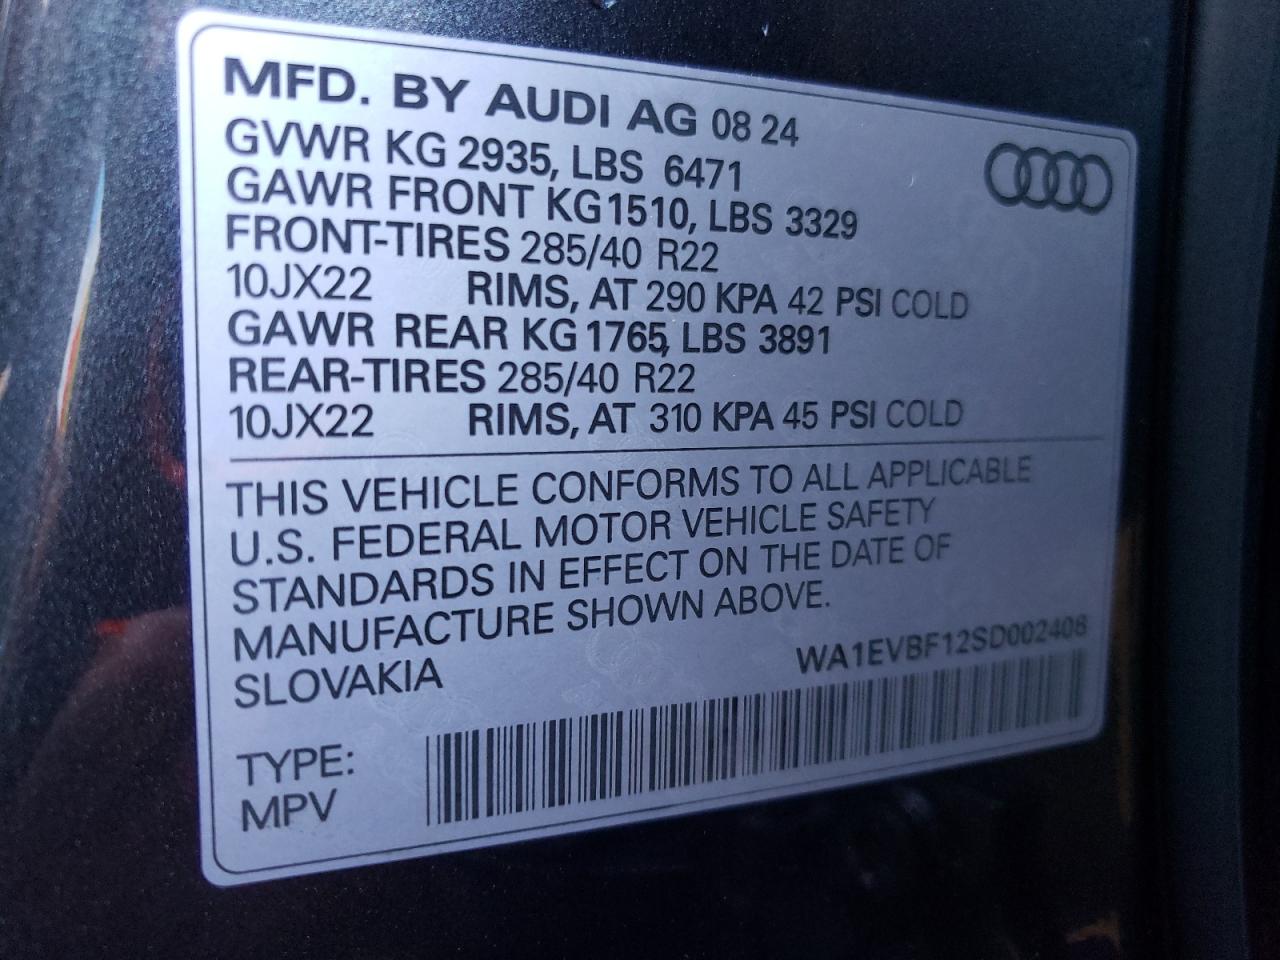 MFD. BY AUDI AG 08 24
GVWR KG 2935, LBS 6471
GAWR FRONT KG 1510, LBS 3329
FRONT-TIRES 285/40 R22
10JX22 RIMS, AT 290 KPA 42 PSI COLD
GAWR REAR KG 1765, LBS 3891
REAR-TIRES 285/40 R22
10JX22 RIMS, AT 310 KPA 45 PSI COLD
THIS VEHICLE CONFORMS TO ALL APPLICABLE
U.S. FEDERAL MOTOR VEHICLE SAFETY
STANDARDS IN EFFECT ON THE DATE OF
MANUFACTURE SHOWN ABOVE.
SLOVAKIA
WA1EVBF12SD002406
TYPE:
MPV